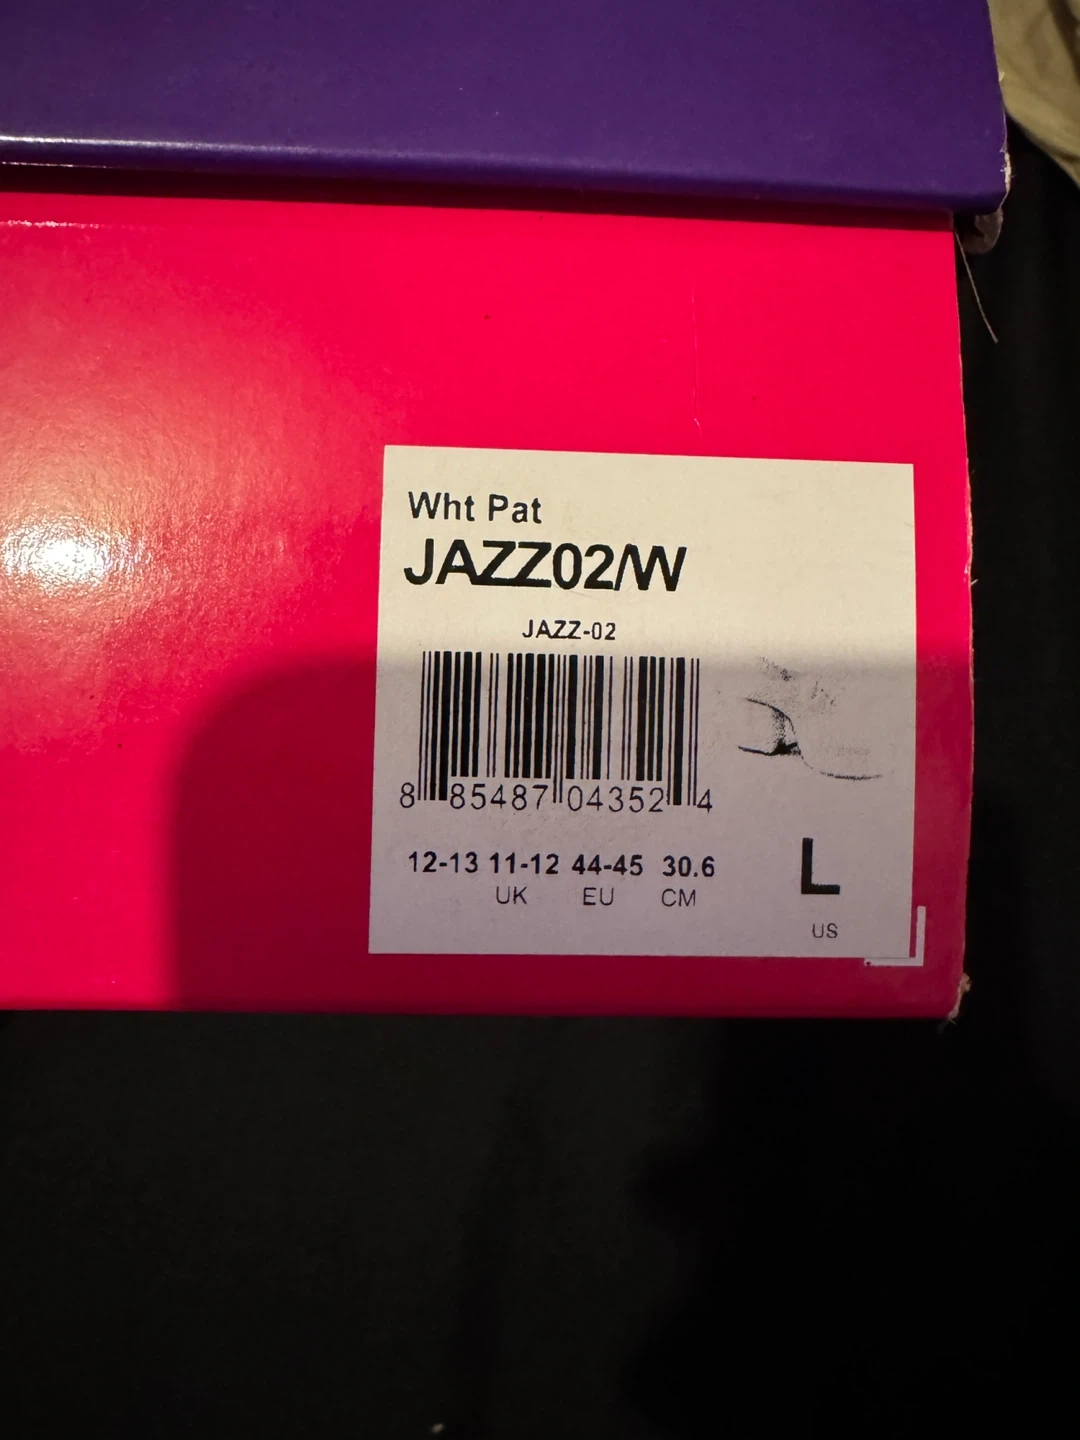 Wht Pat
JAZZ02/W
JAZZ-02
8 85487 04352 4
12-13 11-12 44-45 30.6
UK EU CM
L
US